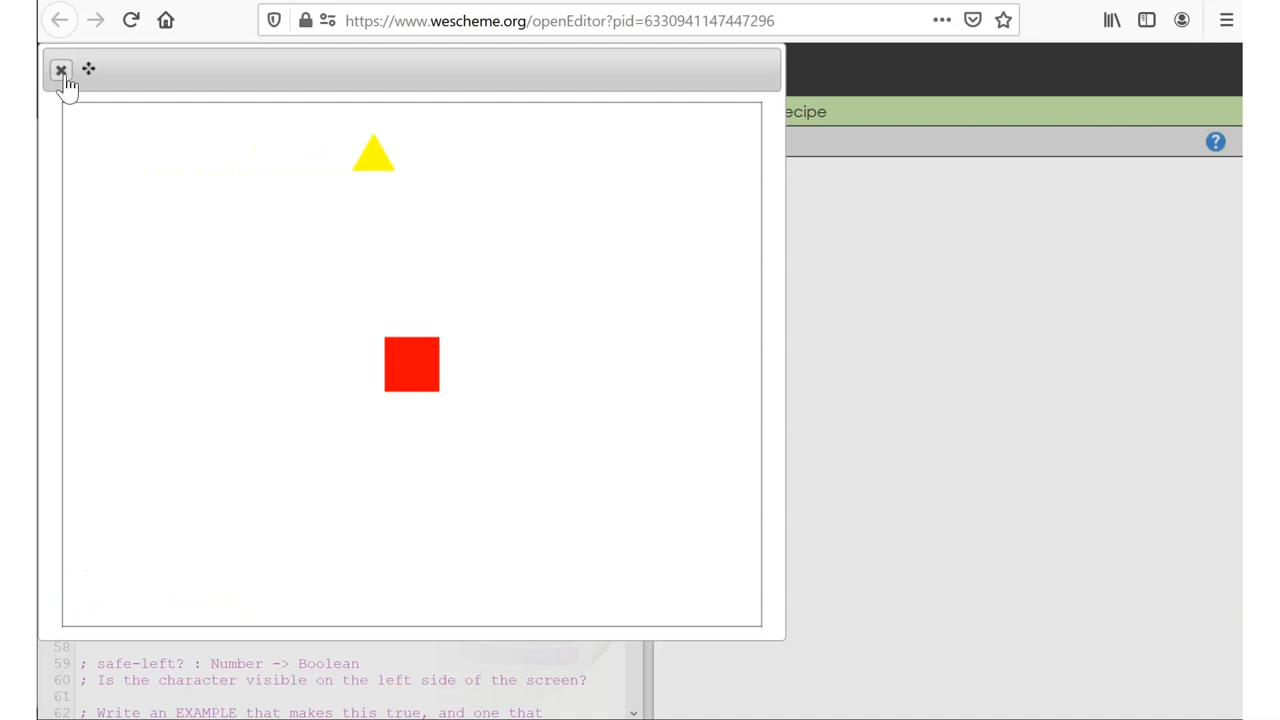 https://www.wescheme.org/openEditor?pid=6330941147447296
ecipe
?
58
59 ; safe-left? : Number -> Boolean
60 ; Is the character visible on the left side of the screen?
61
62 ; Write an EXAMPLE that makes this true, and one that